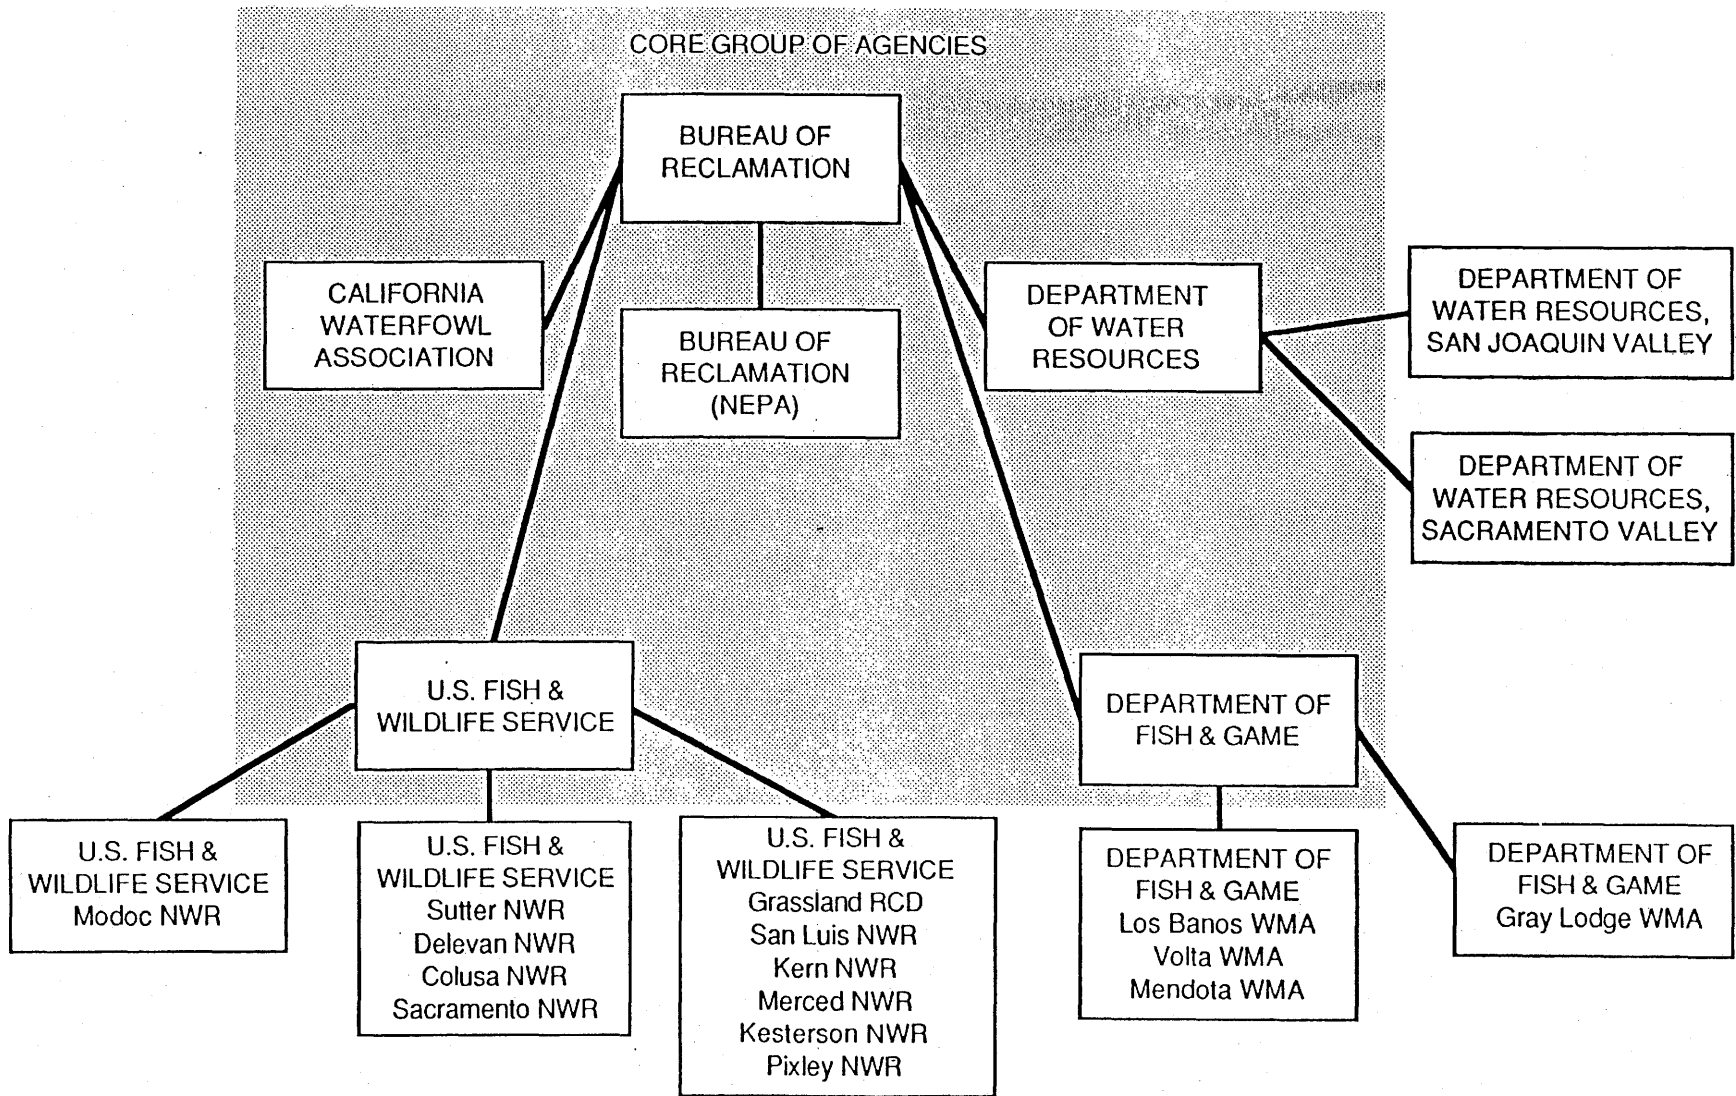 CORE GROUP OF AGENCIES
BUREAU OF
RECLAMATION
CALIFORNIA
WATERFOWL
ASSOCIATION
BUREAU OF
RECLAMATION
(NEPA)
DEPARTMENT
OF WATER
RESOURCES
DEPARTMENT OF
WATER RESOURCES,
SAN JOAQUIN VALLEY
DEPARTMENT OF
WATER RESOURCES,
SACRAMENTO VALLEY
U.S. FISH &
WILDLIFE SERVICE
DEPARTMENT OF
FISH & GAME
U.S. FISH &
WILDLIFE SERVICE
Modoc NWR
U.S. FISH &
WILDLIFE SERVICE
Sutter NWR
Delevan NWR
Colusa NWR
Sacramento NWR
U.S. FISH &
WILDLIFE SERVICE
Grassland RCD
San Luis NWR
Kern NWR
Merced NWR
Kesterson NWR
Pixley NWR
DEPARTMENT OF
FISH & GAME
Los Banos WMA
Volta WMA
Mendota WMA
DEPARTMENT OF
FISH & GAME
Gray Lodge WMA